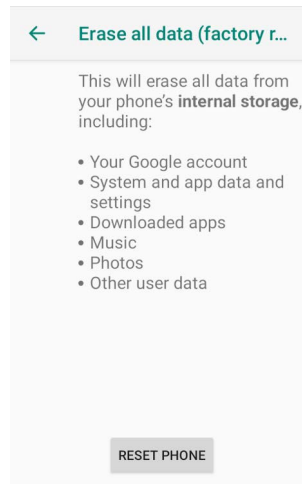 Erase all data (factory r...
This will erase all data from
your phone's internal storage,
including:
• Your Google account
• System and app data and
settings
• Downloaded apps
• Music
• Photos
• Other user data
RESET PHONE